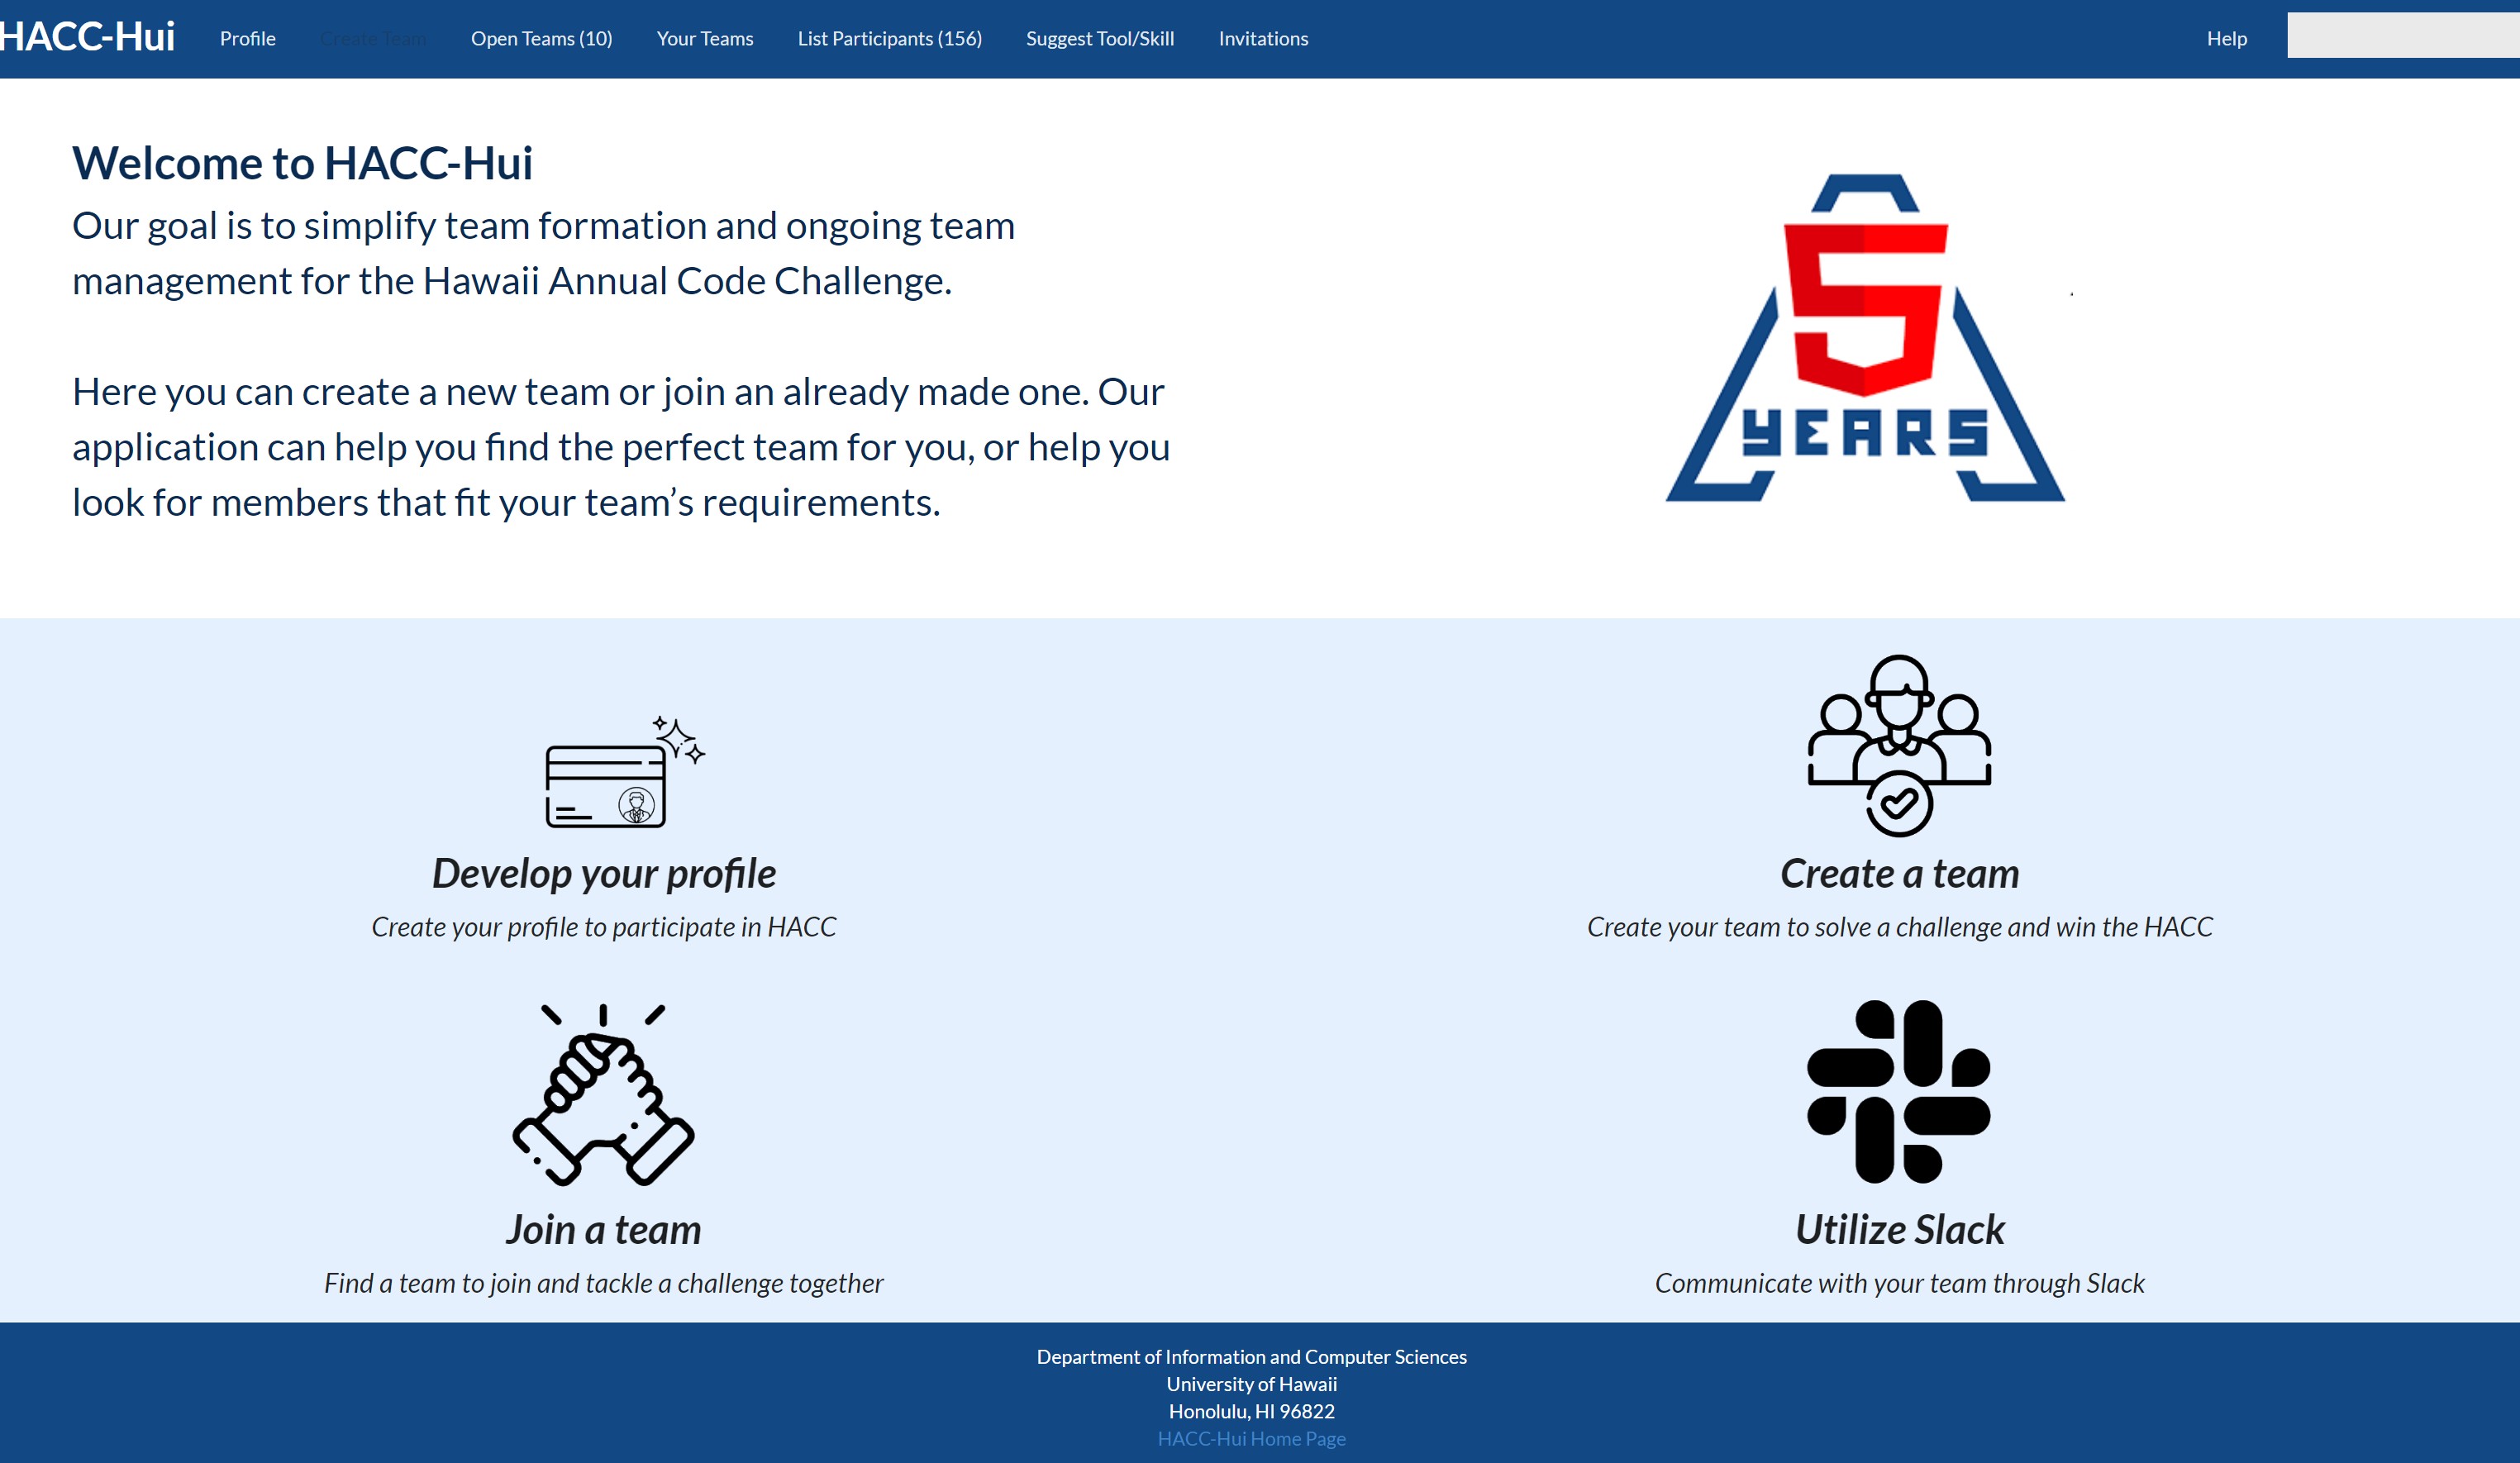 HACC-Hui Profile Create Team Open Teams (10) Your Teams List Participants (156) Suggest Tool/Skill Invitations Help
Welcome to HACC-Hui
Our goal is to simplify team formation and ongoing team
management for the Hawaii Annual Code Challenge.
Here you can create a new team or join an already made one. Our
application can help you find the perfect team for you, or help you
look for members that fit your team’s requirements.
5
YEARS
Develop your profile
Create your profile to participate in HACC
Create a team
Create your team to solve a challenge and win the HACC
Join a team
Find a team to join and tackle a challenge together
Utilize Slack
Communicate with your team through Slack
Department of Information and Computer Sciences
University of Hawaii
Honolulu, HI 96822
HACC-Hui Home Page